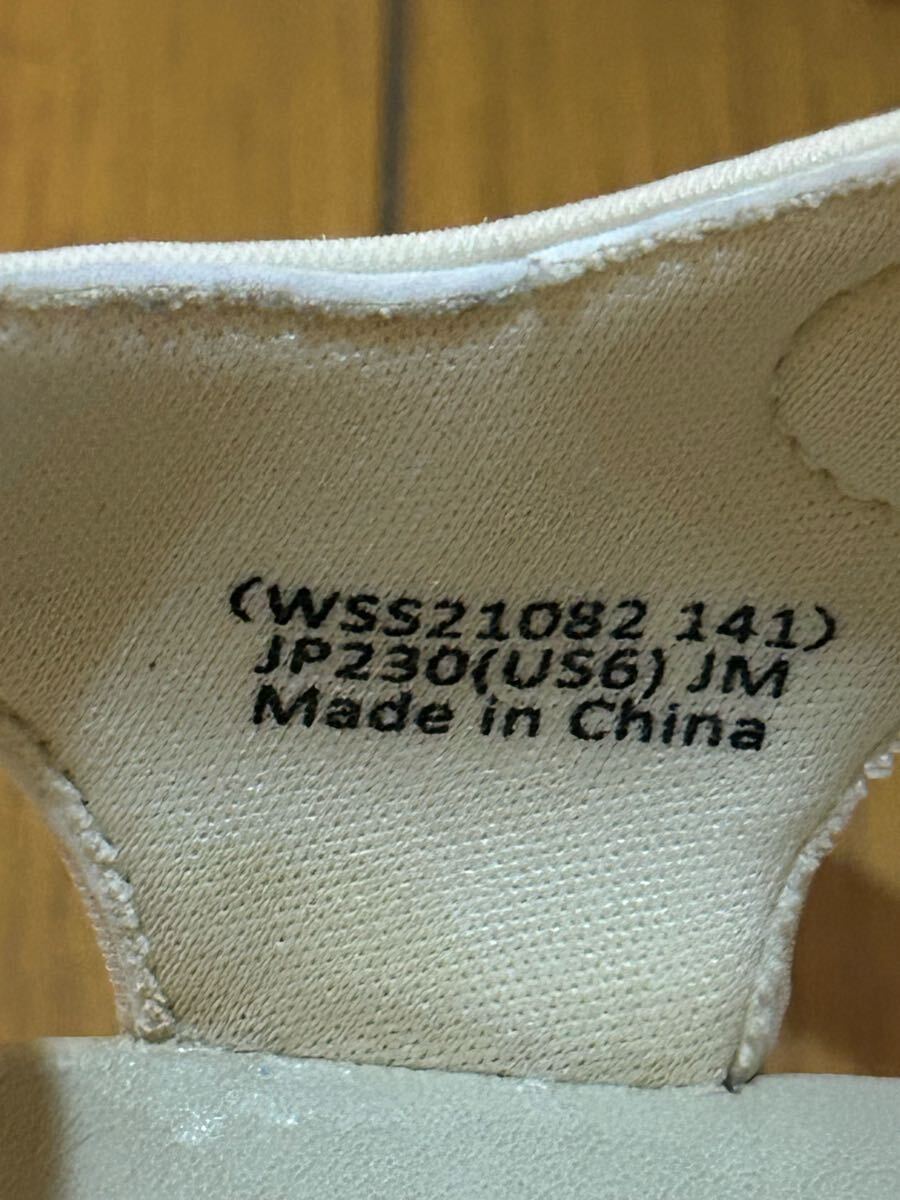 (WSS21082 141)
JP230(US6) JM
Made in China